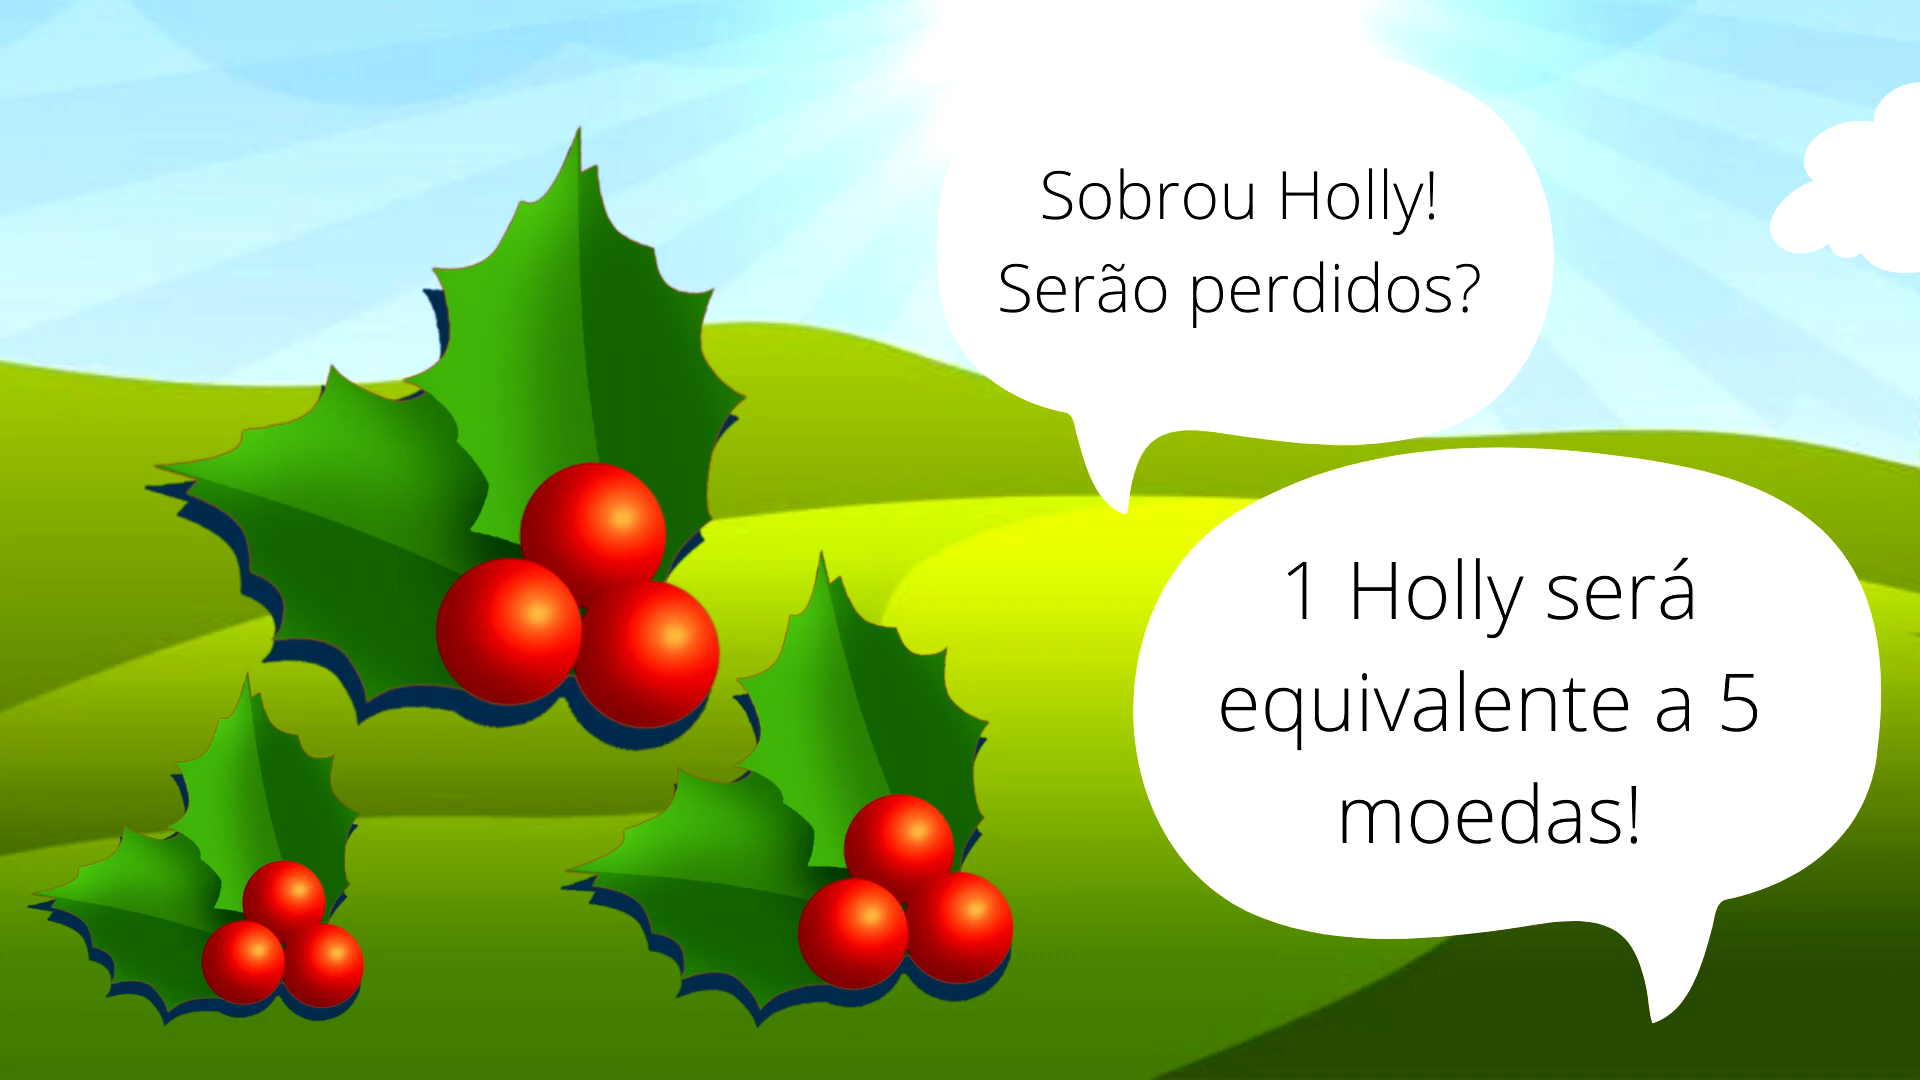 Sobrou Holly!
Serão perdidos?
1 Holly será
equivalente a 5
moedas!